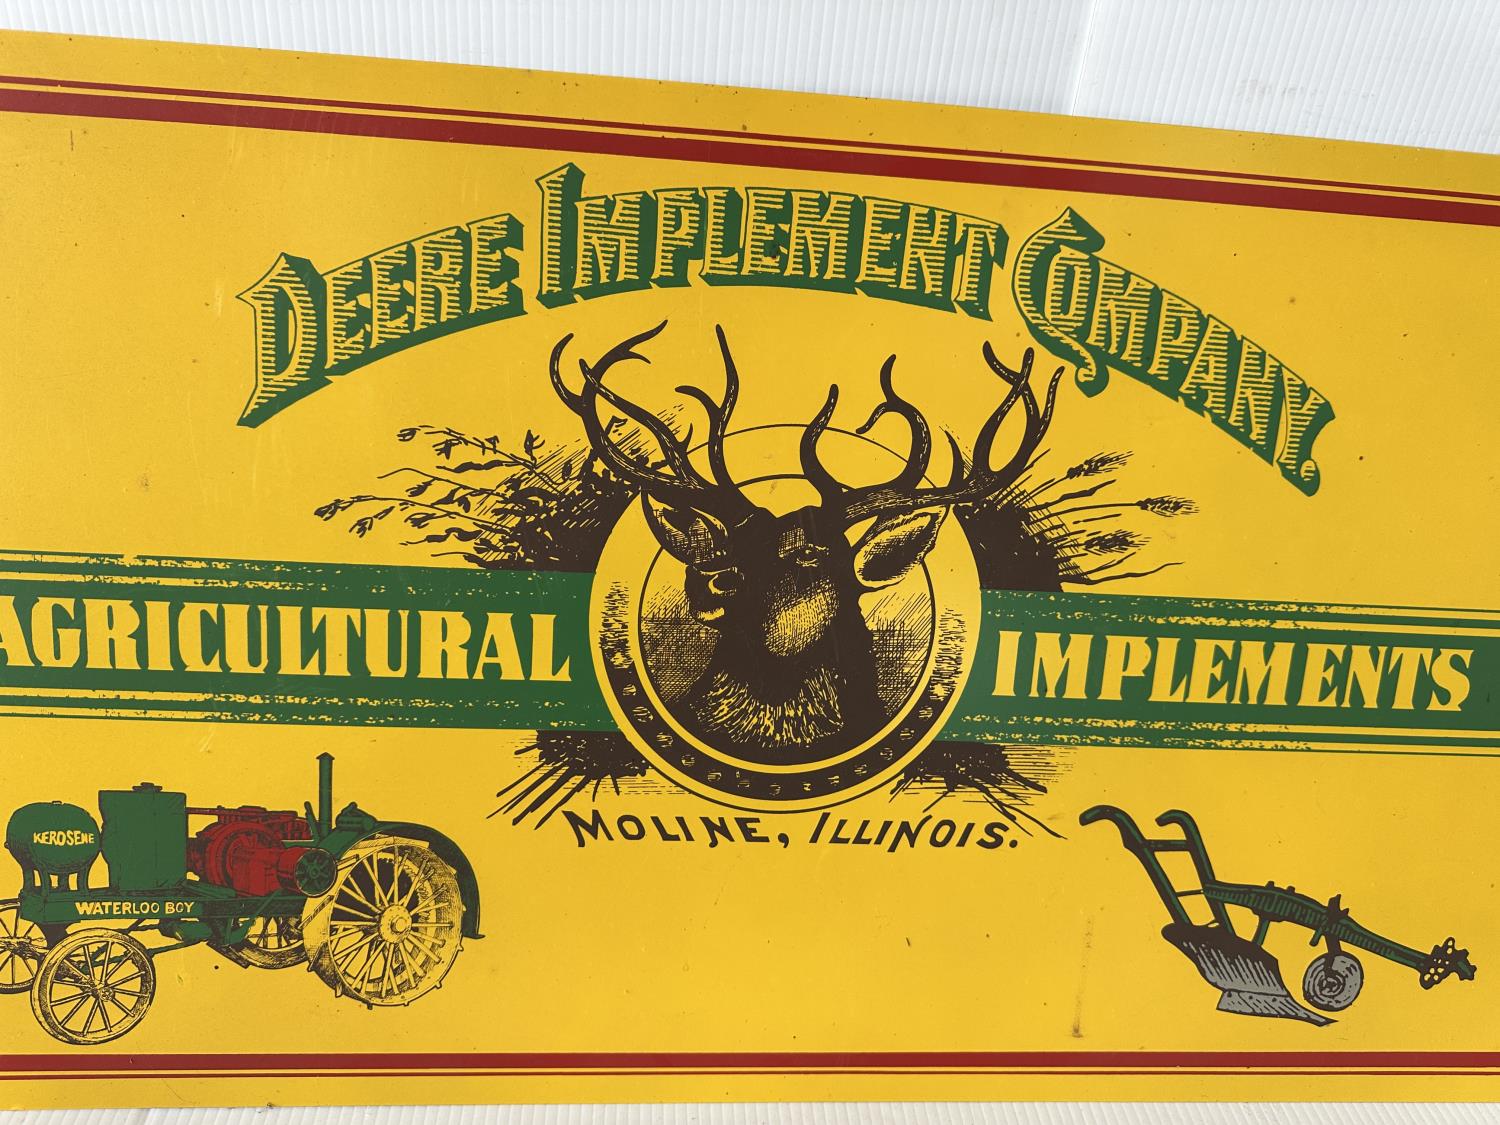 DEERE IMPLEMENT COMPANY.
AGRICULTURAL IMPLEMENTS
MOLINE, ILLINOIS.
KEROSENE
WATERLOO BOY